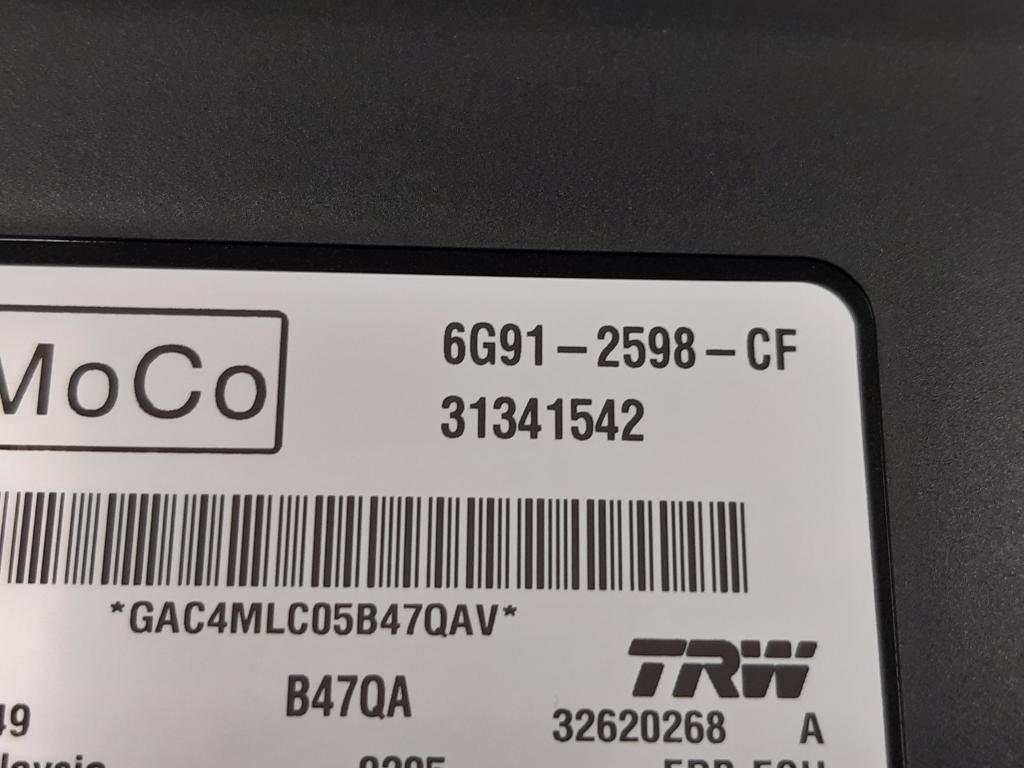 MoCo
6G91-2598-CF
31341542
*GAC4MLC05B47QAV*
TRW
B47QA
32620268 A